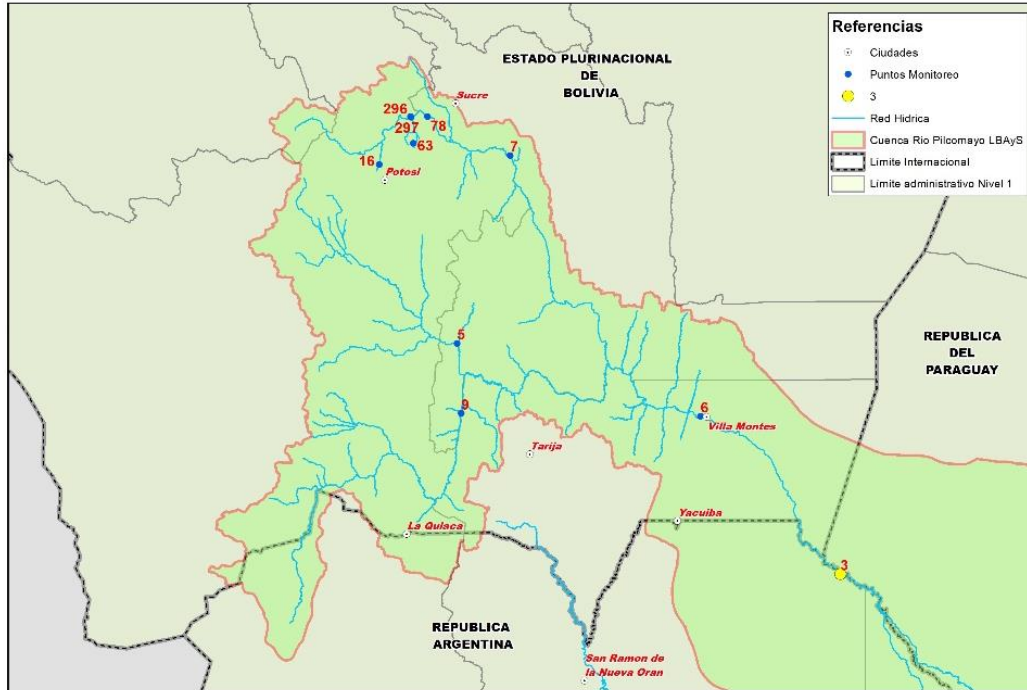 Referencias
Ciudades
Puntos Monitoreo
3
Red Hidrica
Cuenca Rio Pilcomayo LBAyS
Limite Internacional
Limite administrativo Nivel 1
ESTADO PLURINACIONAL
DE
BOLIVIA
Sucre
296
78
297
63
7
16
Potosi
5
REPUBLICA
DEL
PARAGUAY
9
6
Villa Montes
Tarija
Yacuiba
La Quiaca
3
REPUBLICA
ARGENTINA
San Ramon de
la Nueva Oran